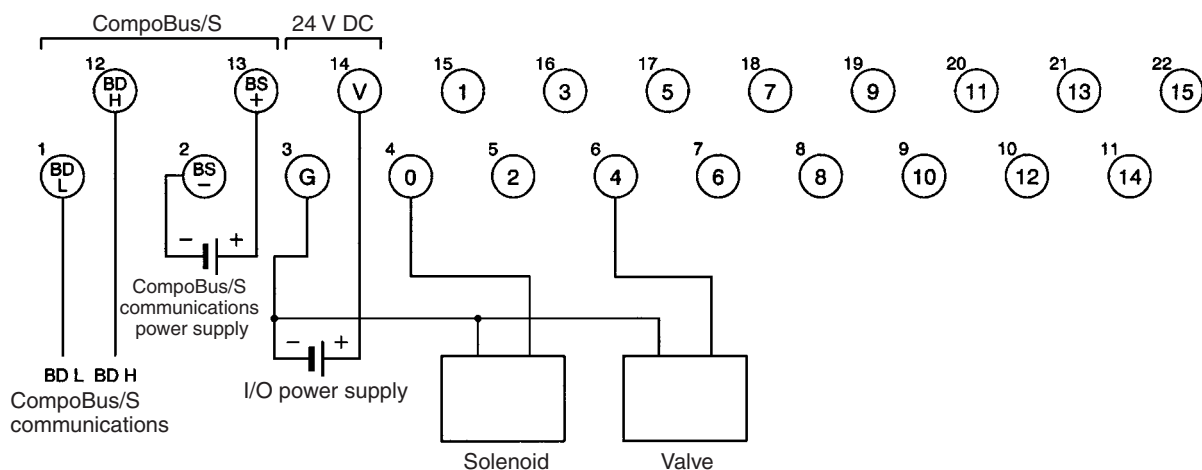 CompoBus/S 24 V DC
12 13 14 15 16 17 18 19 20 21 22
BD H BS + V 1 3 5 7 9 11 13 15
1 2 3 4 5 6 7 8 9 10 11
BD L BS − G 0 2 4 6 8 10 12 14
− +
CompoBus/S
communications
power supply
− +
I/O power supply
BD L BD H
CompoBus/S
communications
Solenoid Valve